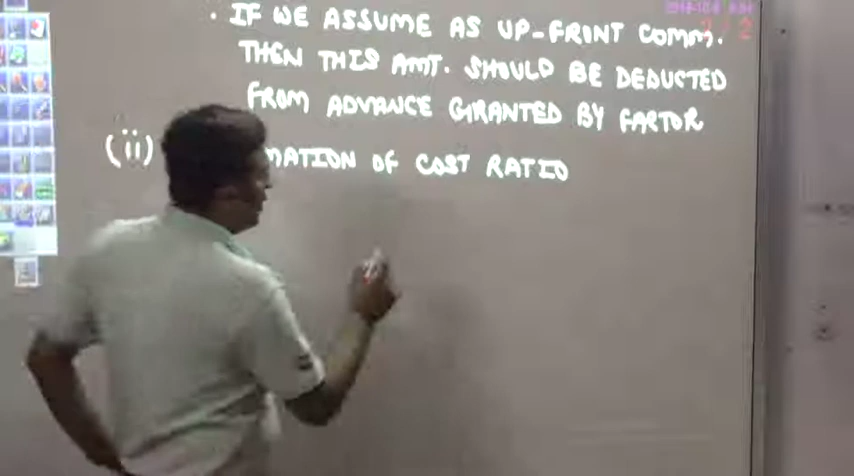 . IF WE ASSUME AS UP-FRINT COMM.
THEN THIS AMT. SHOULD BE DEDUCTED
FROM ADVANCE GRANTED BY FACTOR
(ii) MATION OF COST RATIO